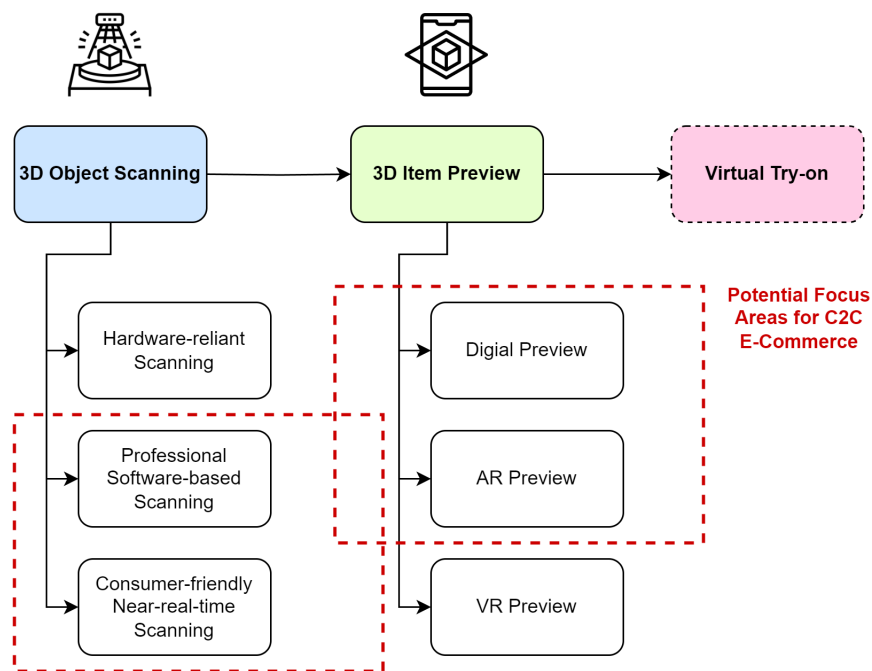 3D Object Scanning
3D Item Preview
Virtual Try-on
Potential Focus
Areas for C2C
E-Commerce
Hardware-reliant
Scanning
Digial Preview
Professional
Software-based
Scanning
AR Preview
Consumer-friendly
Near-real-time
Scanning
VR Preview